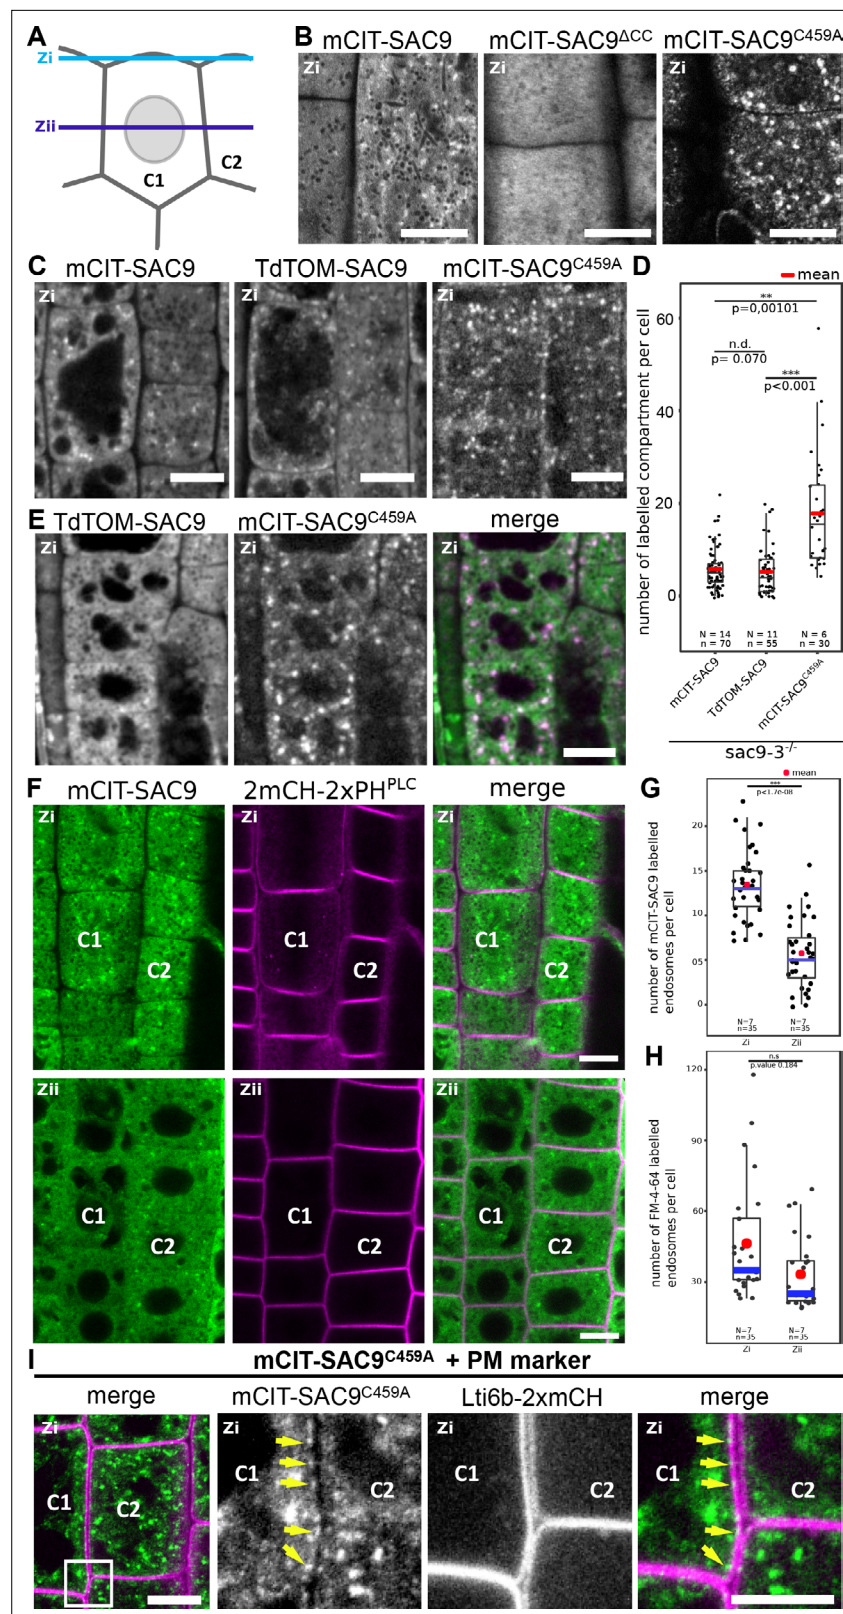 A
Zi
Zii
C1
C2
B
mCIT-SAC9
mCIT-SAC9ΔCC
mCIT-SAC9C459A
Zi
C
mCIT-SAC9
TdTOM-SAC9
mCIT-SAC9C459A
Zi
Zi
Zi
D
mean
number of labelled compartment per cell
60
40
20
0
**
p=0,00101
n.d.
p= 0.070
***
p<0.001
N = 14
n = 70
N = 11
n = 55
N = 6
n = 30
mCIT-SAC9
TdTOM-SAC9
mCIT-SAC9C459A
sac9-3-/-
E
TdTOM-SAC9
mCIT-SAC9C459A
merge
Zi
Zi
Zi
F
mCIT-SAC9
2mCH-2xPHPLC
merge
Zi
Zi
Zi
C1
C2
C1
C2
C1
C2
Zii
Zii
Zii
C1
C2
C1
C2
C1
C2
G
mean
***
p<1.7e-08
number of mCIT-SAC9 labelled
endosomes per cell
20
15
10
05
0
N=7
n=35
N=7
n=35
Zi
Zii
H
n.s
p.value 0.184
number of FM-4-64 labelled
endosomes per cell
120
90
60
30
N=7
n=35
N=7
n=35
Zi
Zii
I
mCIT-SAC9C459A + PM marker
merge
mCIT-SAC9C459A
Lti6b-2xmCH
merge
Zi
Zi
Zi
Zi
C1
C2
C1
C2
C1
C2
C1
C2